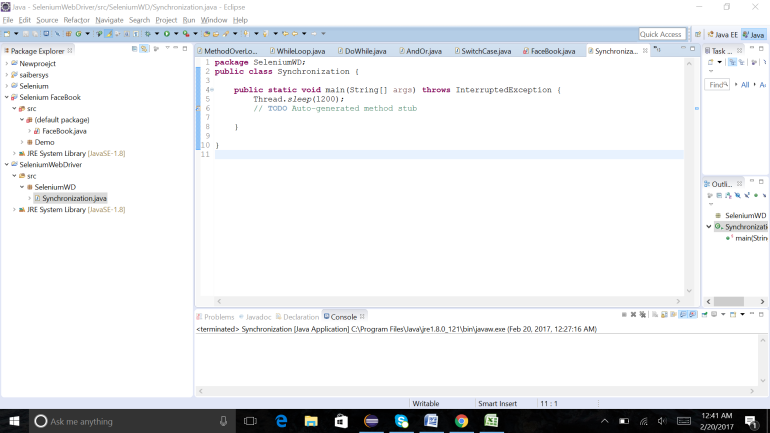 Java - SeleniumWebDriver/src/SeleniumWD/Synchronization.java - Eclipse
File Edit Source Refactor Navigate Search Project Run Window Help
Quick Access
Java EE
Java
Package Explorer
MethodOverLo...
WhileLoop.java
DoWhile.java
AndOr.java
SwitchCase.java
FaceBook.java
Synchroniza...
Task ...
Newproejct
saibersys
Selenium
Selenium FaceBook
src
(default package)
FaceBook.java
Demo
JRE System Library [JavaSE-1.8]
SeleniumWebDriver
src
SeleniumWD
Synchronization.java
JRE System Library [JavaSE-1.8]
1 package SeleniumWD;
2 public class Synchronization {
3
4 public static void main(String[] args) throws InterruptedException {
5 Thread.sleep(1200);
6 // TODO Auto-generated method stub
7
8 }
9
10 }
11
Find
All
Outli...
SeleniumWD
Synchronizati
main(Strin
Problems
Javadoc
Declaration
Console
<terminated> Synchronization [Java Application] C:\Program Files\Java\jre1.8.0_121\bin\javaw.exe (Feb 20, 2017, 12:27:16 AM)
Writable
Smart Insert
11 : 1
Ask me anything
12:41 AM
2/20/2017